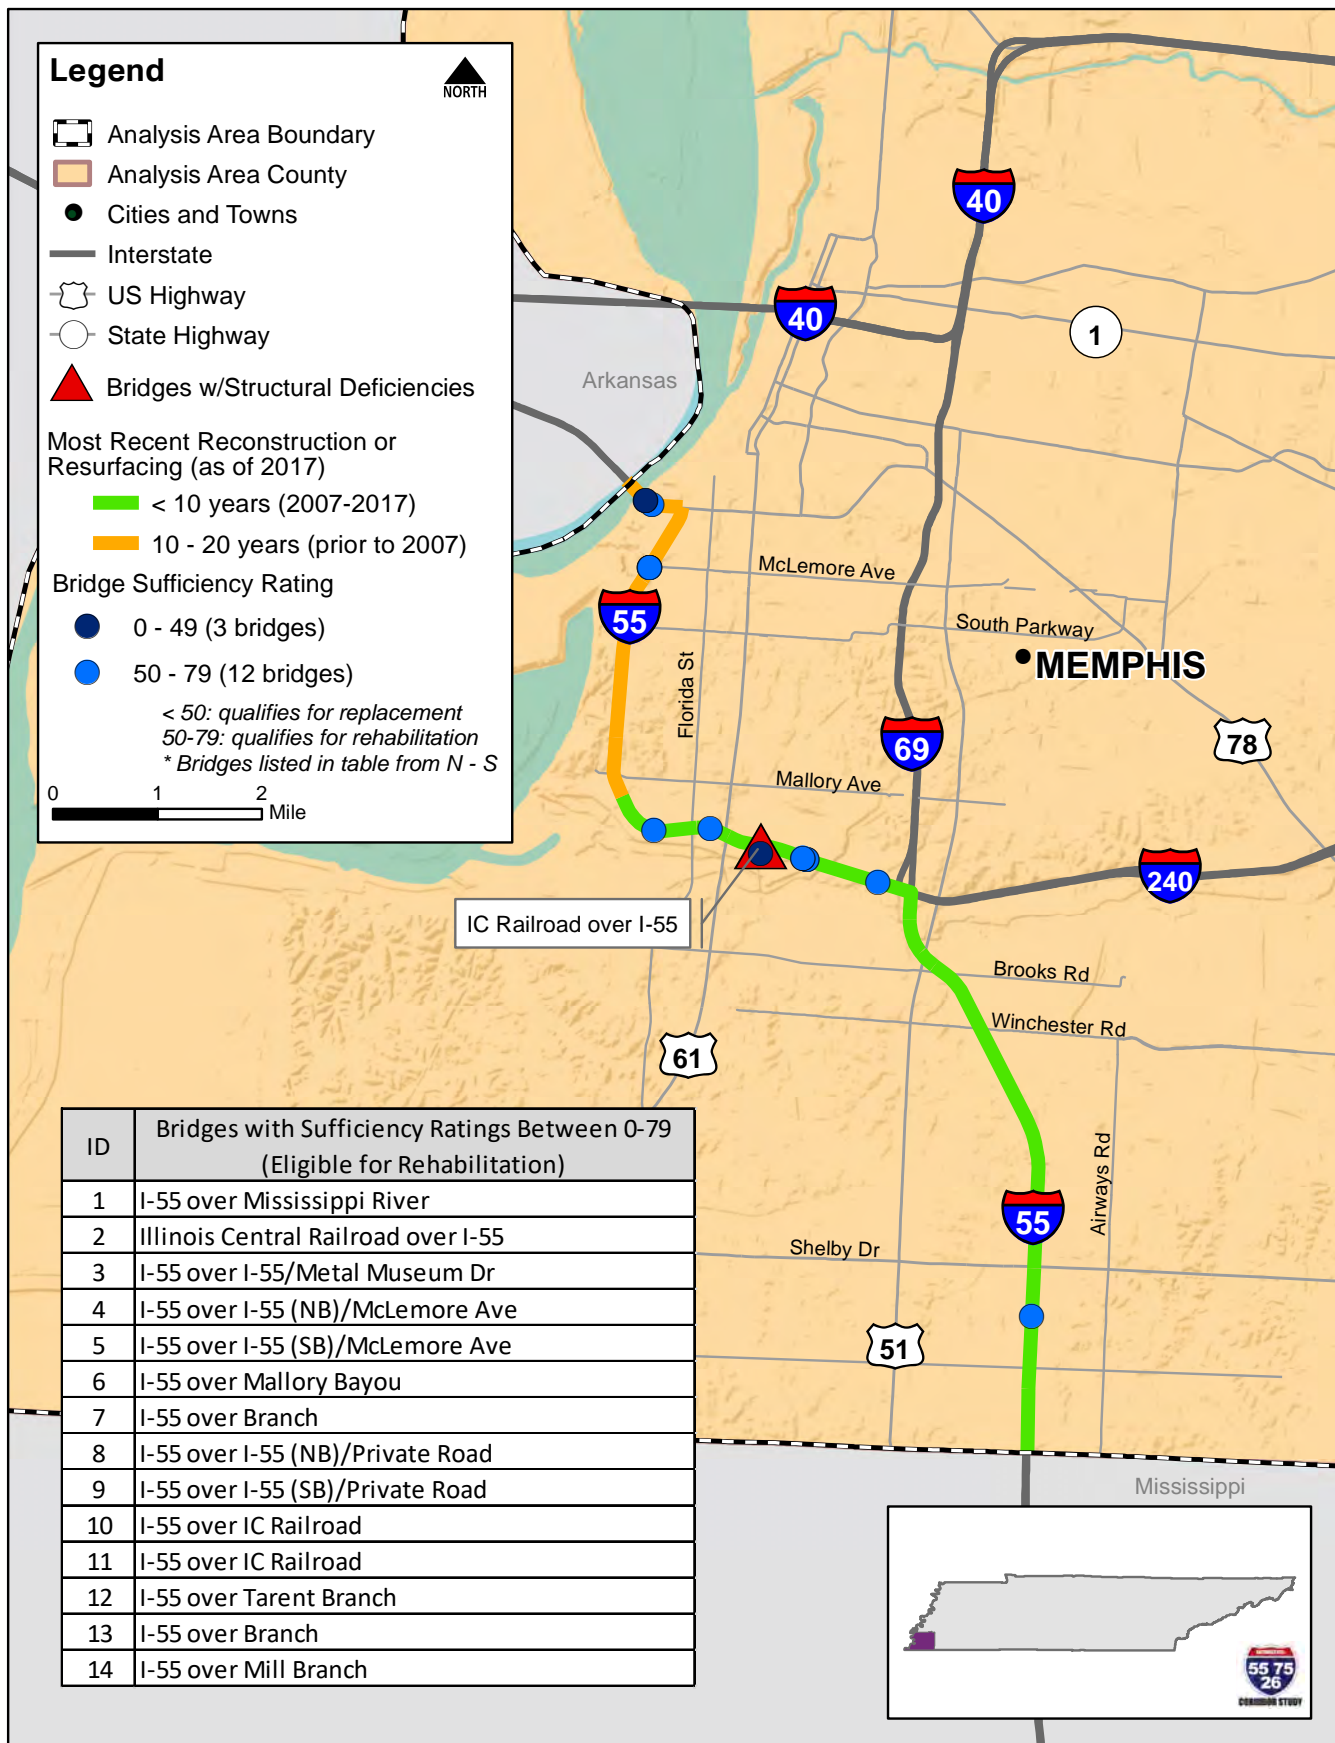 Legend
NORTH
Analysis Area Boundary
Analysis Area County
Cities and Towns
Interstate
US Highway
State Highway
Bridges w/Structural Deficiencies
Most Recent Reconstruction or
Resurfacing (as of 2017)
< 10 years (2007-2017)
10 - 20 years (prior to 2007)
Bridge Sufficiency Rating
0 - 49 (3 bridges)
50 - 79 (12 bridges)
< 50: qualifies for replacement
50-79: qualifies for rehabilitation
* Bridges listed in table from N - S
0 1 2
Mile
40
40
1
Arkansas
McLemore Ave
55
South Parkway
MEMPHIS
Florida St
69
78
Mallory Ave
240
IC Railroad over I-55
Brooks Rd
Winchester Rd
61
Airways Rd
55
Shelby Dr
51
Mississippi
ID Bridges with Sufficiency Ratings Between 0-79
(Eligible for Rehabilitation)
1 I-55 over Mississippi River
2 Illinois Central Railroad over I-55
3 I-55 over I-55/Metal Museum Dr
4 I-55 over I-55 (NB)/McLemore Ave
5 I-55 over I-55 (SB)/McLemore Ave
6 I-55 over Mallory Bayou
7 I-55 over Branch
8 I-55 over I-55 (NB)/Private Road
9 I-55 over I-55 (SB)/Private Road
10 I-55 over IC Railroad
11 I-55 over IC Railroad
12 I-55 over Tarent Branch
13 I-55 over Branch
14 I-55 over Mill Branch
55 75
26
CORRIDOR STUDY